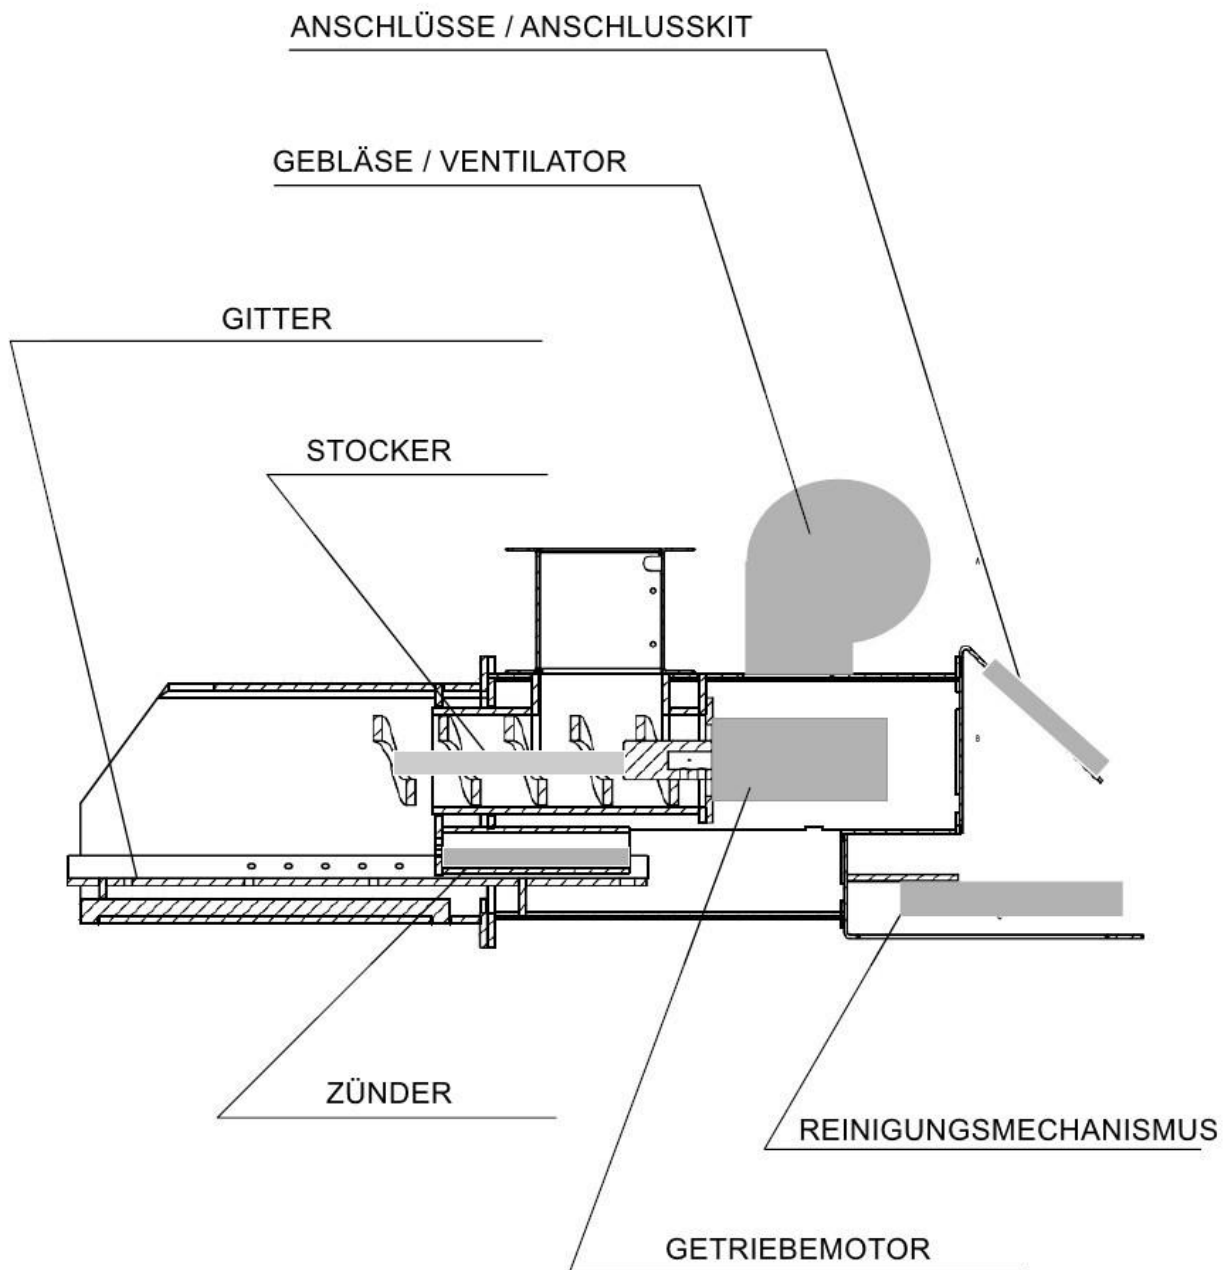 ANSCHLÜSSE / ANSCHLUSSKIT
GEBLÄSE / VENTILATOR
GITTER
STOCKER
A
B
ZÜNDER
REINIGUNGSMECHANISMUS
GETRIEBEMOTOR